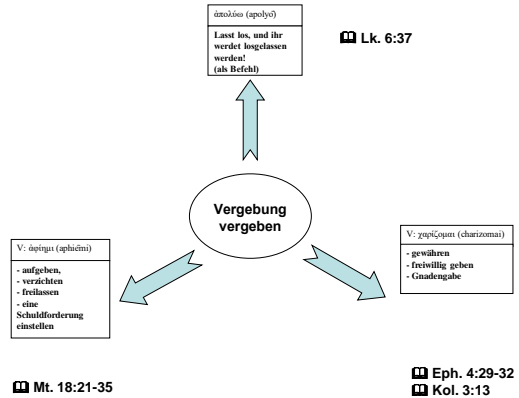 ἀπολύω (apolyō)
Lasst los, und ihr
werdet losgelassen
werden!
(als Befehl)
Lk. 6:37
Vergebung
vergeben
V: ἀφίημι (aphiēmi)
- aufgeben,
- verzichten
- freilassen
- eine
Schuldforderung
einstellen
Mt. 18:21-35
V: χαρίζομαι (charizomai)
- gewähren
- freiwillig geben
- Gnadengabe
Eph. 4:29-32
Kol. 3:13